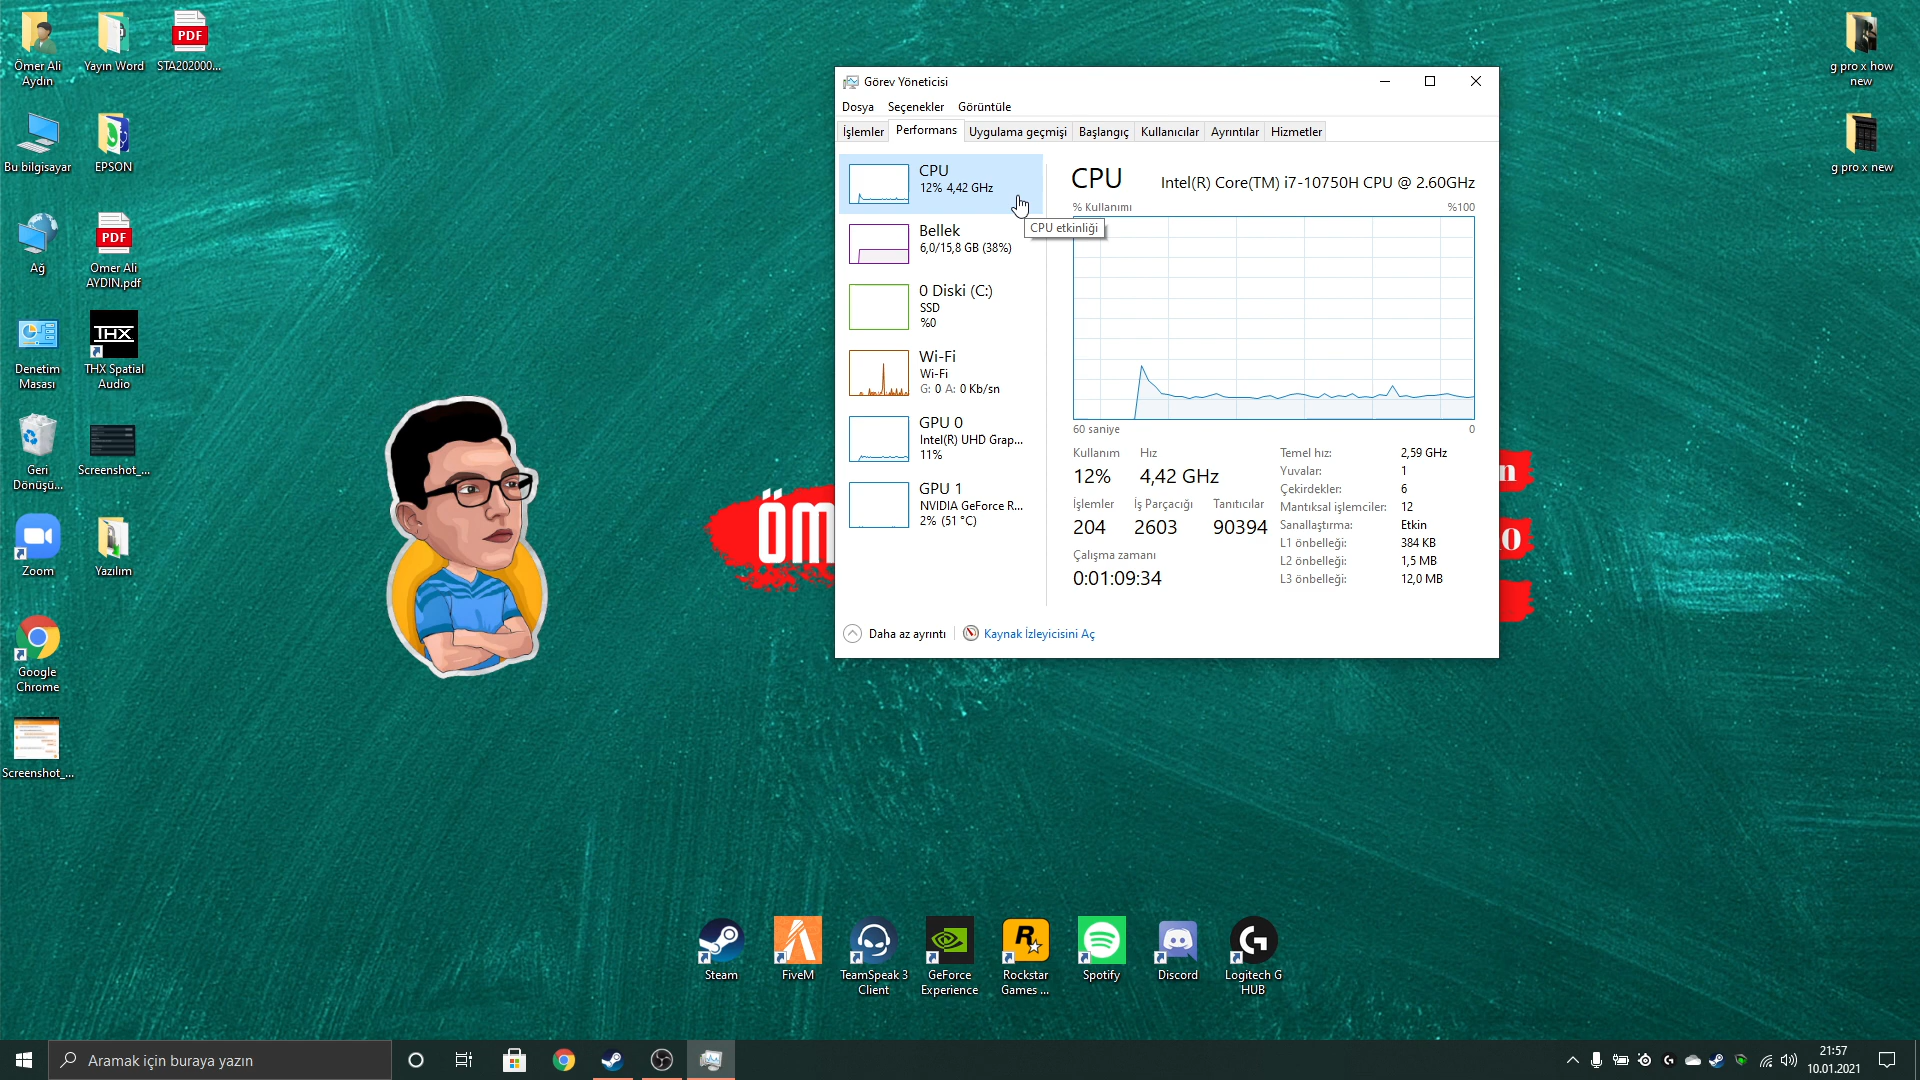 Ömer Ali
Aydın
Yayın Word
PDF
STA202000...
Bu bilgisayar
EPSON
Ağ
PDF
Omer Ali
AYDIN.pdf
Denetim
Masası
THX
THX Spatial
Audio
Geri
Dönüşü...
Screenshot_...
Zoom
Yazılım
Google
Chrome
Screenshot_...
g pro x how
new
g pro x new
ÖM
n
Görev Yöneticisi
Dosya Seçenekler Görüntüle
İşlemler Performans Uygulama geçmişi Başlangıç Kullanıcılar Ayrıntılar Hizmetler
CPU
12% 4,42 GHz
Bellek
6,0/15,8 GB (38%)
0 Diski (C:)
SSD
%0
Wi-Fi
Wi-Fi
G: 0 A: 0 Kb/sn
GPU 0
Intel(R) UHD Grap...
11%
GPU 1
NVIDIA GeForce R...
2% (51 °C)
CPU Intel(R) Core(TM) i7-10750H CPU @ 2.60GHz
% Kullanımı %100
CPU etkinliği
60 saniye 0
Kullanım Hız
12% 4,42 GHz
İşlemler İş Parçacığı Tanıtıcılar
204 2603 90394
Çalışma zamanı
0:01:09:34
Temel hız: 2,59 GHz
Yuvalar: 1
Çekirdekler: 6
Mantıksal işlemciler: 12
Sanallaştırma: Etkin
L1 önbelleği: 384 KB
L2 önbelleği: 1,5 MB
L3 önbelleği: 12,0 MB
Daha az ayrıntı Kaynak İzleyicisini Aç
Steam
FiveM
TeamSpeak 3
Client
GeForce
Experience
Rockstar
Games ...
Spotify
Discord
Logitech G
HUB
Aramak için buraya yazın
21:57
10.01.2021